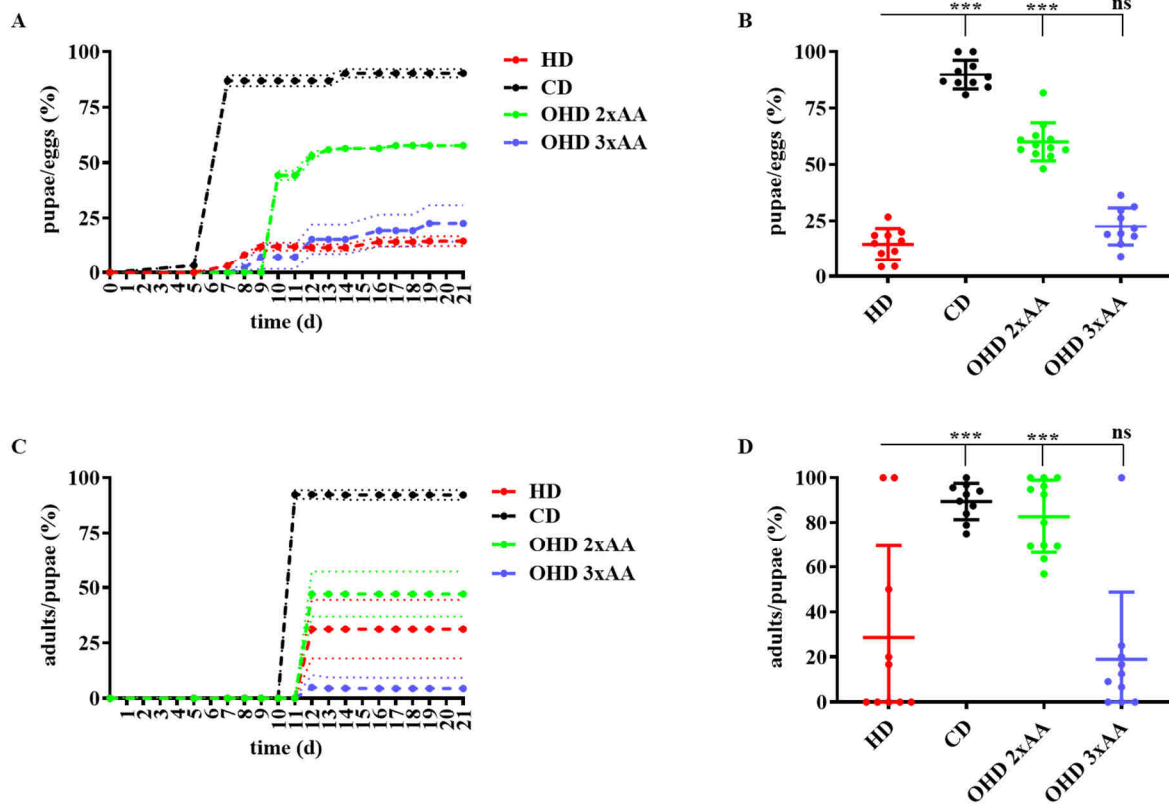 A
100
75
50
25
0
pupae/eggs (%)
0 1 2 3 4 5 6 7 8 9 10 11 12 13 14 15 16 17 18 19 20 21
time (d)
HD
CD
OHD 2xAA
OHD 3xAA
B
*** *** ns
100
75
50
25
0
pupae/eggs (%)
HD CD OHD 2xAA OHD 3xAA
C
100
75
50
25
0
adults/pupae (%)
1 2 3 4 5 6 7 8 9 10 11 12 13 14 15 16 17 18 19 20 21
time (d)
HD
CD
OHD 2xAA
OHD 3xAA
D
*** *** ns
100
80
60
40
20
0
adults/pupae (%)
HD CD OHD 2xAA OHD 3xAA